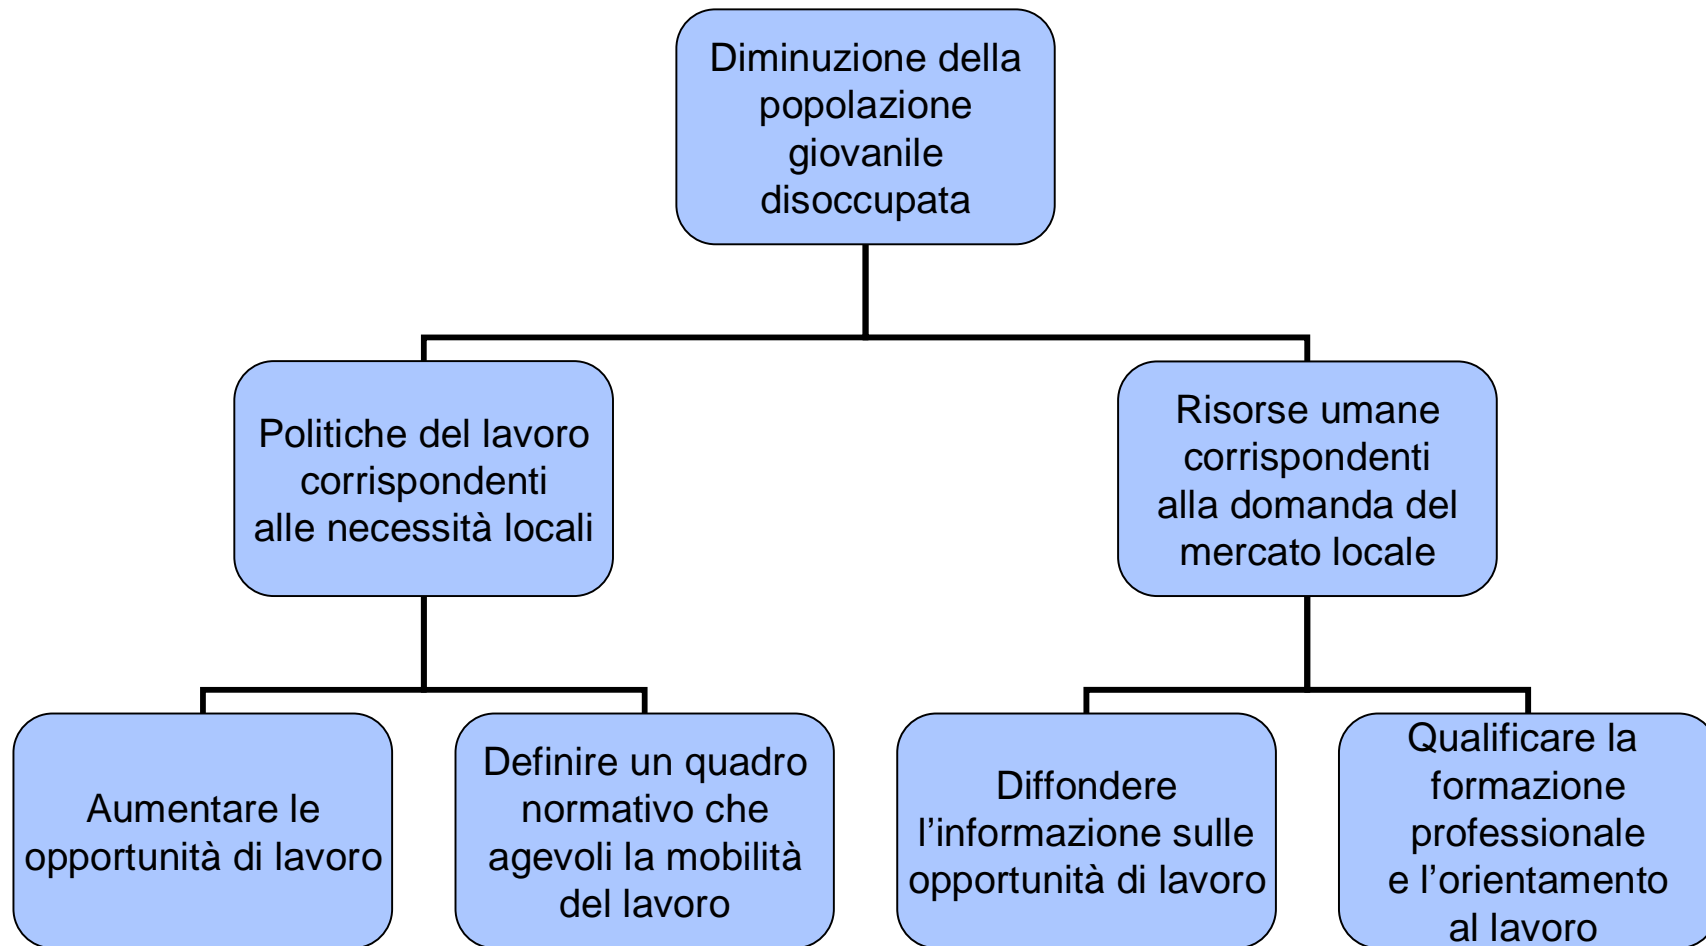 Diminuzione della
popolazione
giovanile
disoccupata
Politiche del lavoro
corrispondenti
alle necessità locali
Risorse umane
corrispondenti
alla domanda del
mercato locale
Aumentare le
opportunità di lavoro
Definire un quadro
normativo che
agevoli la mobilità
del lavoro
Diffondere
l’informazione sulle
opportunità di lavoro
Qualificare la
formazione
professionale
e l’orientamento
al lavoro